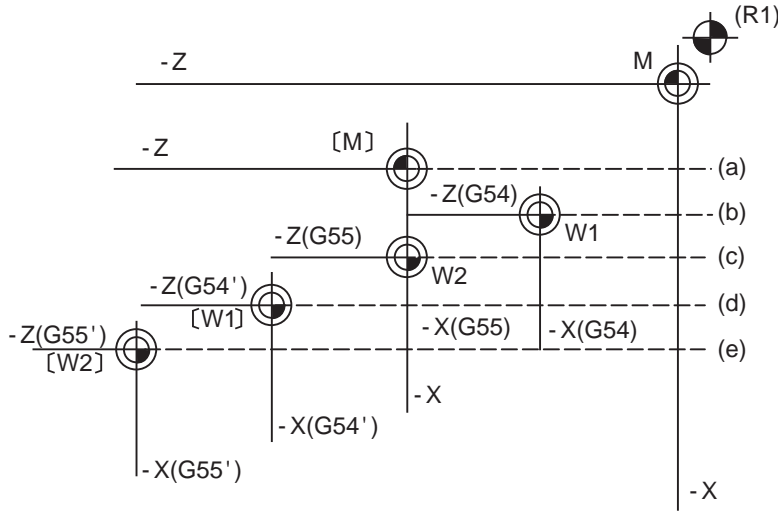 (R1)
M
-Z
〔M〕
-Z
(a)
-Z(G54)
(b)
W1
-Z(G55)
(c)
W2
-Z(G54')
(d)
〔W1〕
-X(G55)
-X(G54)
-Z(G55')
(e)
〔W2〕
-X
-X(G54')
-X(G55')
-X